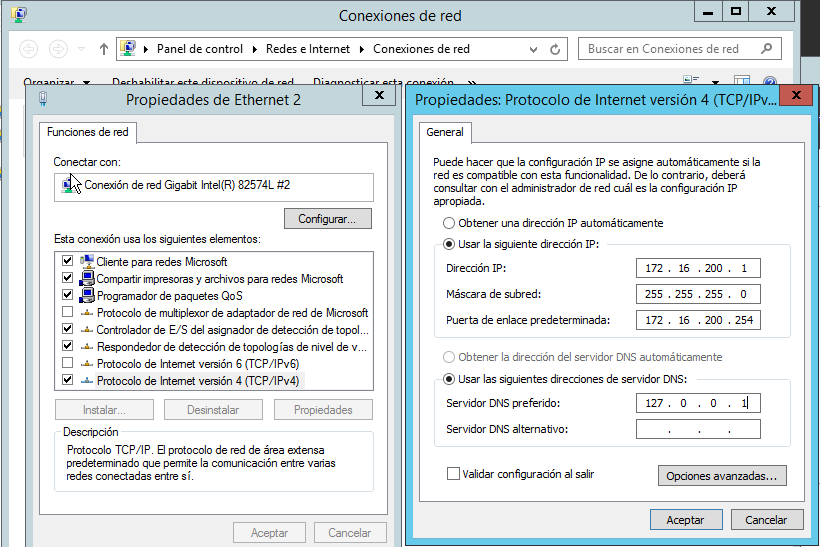 Conexiones de red
Panel de control
Redes e Internet
Conexiones de red
Buscar en Conexiones de red
Organizar
Deshabilitar este dispositivo de red
Diagnosticar esta conexión
»
Propiedades de Ethernet 2
Funciones de red
Conectar con:
Conexión de red Gigabit Intel(R) 82574L #2
Configurar...
Esta conexión usa los siguientes elementos:
Cliente para redes Microsoft
Compartir impresoras y archivos para redes Microsoft
Programador de paquetes QoS
Protocolo de multiplexor de adaptador de red de Microsoft
Controlador de E/S del asignador de detección de topol...
Respondedor de detección de topologías de nivel de v...
Protocolo de Internet versión 6 (TCP/IPv6)
Protocolo de Internet versión 4 (TCP/IPv4)
Instalar...
Desinstalar
Propiedades
Descripción
Protocolo TCP/IP. El protocolo de red de área extensa
predeterminado que permite la comunicación entre varias
redes conectadas entre sí.
Aceptar
Cancelar
Propiedades: Protocolo de Internet versión 4 (TCP/IPv...
General
Puede hacer que la configuración IP se asigne automáticamente si la
red es compatible con esta funcionalidad. De lo contrario, deberá
consultar con el administrador de red cuál es la configuración IP
apropiada.
Obtener una dirección IP automáticamente
Usar la siguiente dirección IP:
Dirección IP: 172 . 16 . 200 . 1
Máscara de subred: 255 . 255 . 255 . 0
Puerta de enlace predeterminada: 172 . 16 . 200 . 254
Obtener la dirección del servidor DNS automáticamente
Usar las siguientes direcciones de servidor DNS:
Servidor DNS preferido: 127 . 0 . 0 . 1
Servidor DNS alternativo: . . .
Validar configuración al salir
Opciones avanzadas...
Aceptar
Cancelar